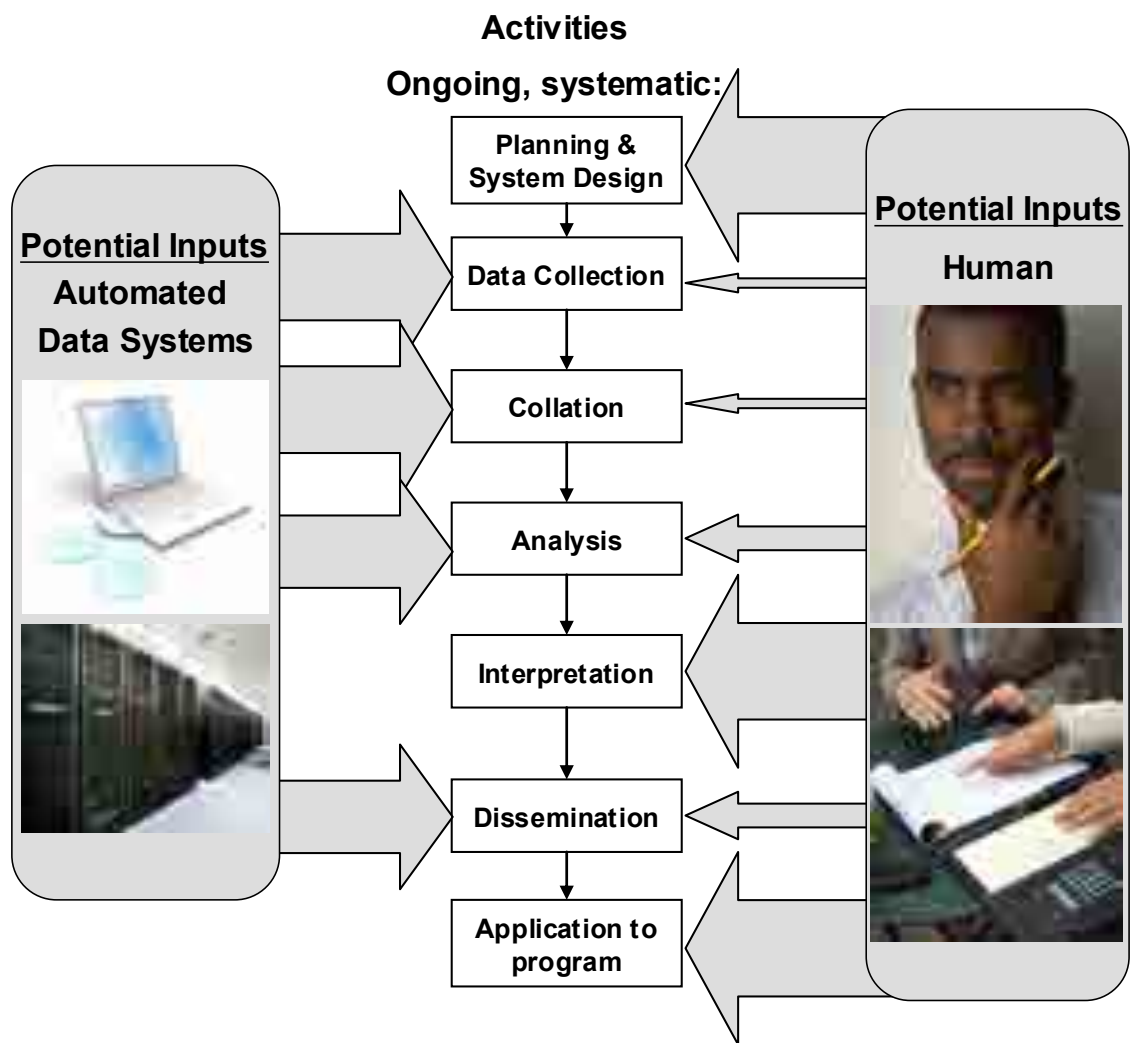 Activities
Ongoing, systematic:
Planning &
System Design
Data Collection
Collation
Analysis
Interpretation
Dissemination
Application to
program
Potential Inputs
Automated
Data Systems
Potential Inputs
Human